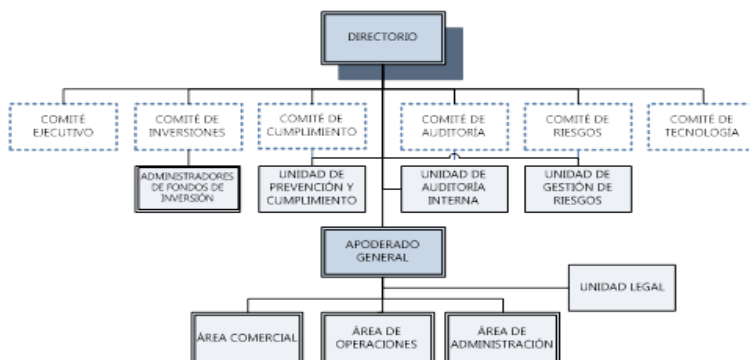 DIRECTORIO
COMITÉ
EJECUTIVO
COMITÉ DE
INVERSIONES
COMITÉ DE
CUMPLIMIENTO
COMITÉ DE
AUDITORÍA
COMITÉ DE
RIESGOS
COMITÉ DE
TECNOLOGÍA
ADMINISTRADORES
DE FONDOS DE
INVERSIÓN
UNIDAD DE
PREVENCIÓN Y
CUMPLIMIENTO
UNIDAD DE
AUDITORÍA
INTERNA
UNIDAD DE
GESTIÓN DE
RIESGOS
APODERADO
GENERAL
UNIDAD LEGAL
ÁREA COMERCIAL
ÁREA DE
OPERACIONES
ÁREA DE
ADMINISTRACIÓN